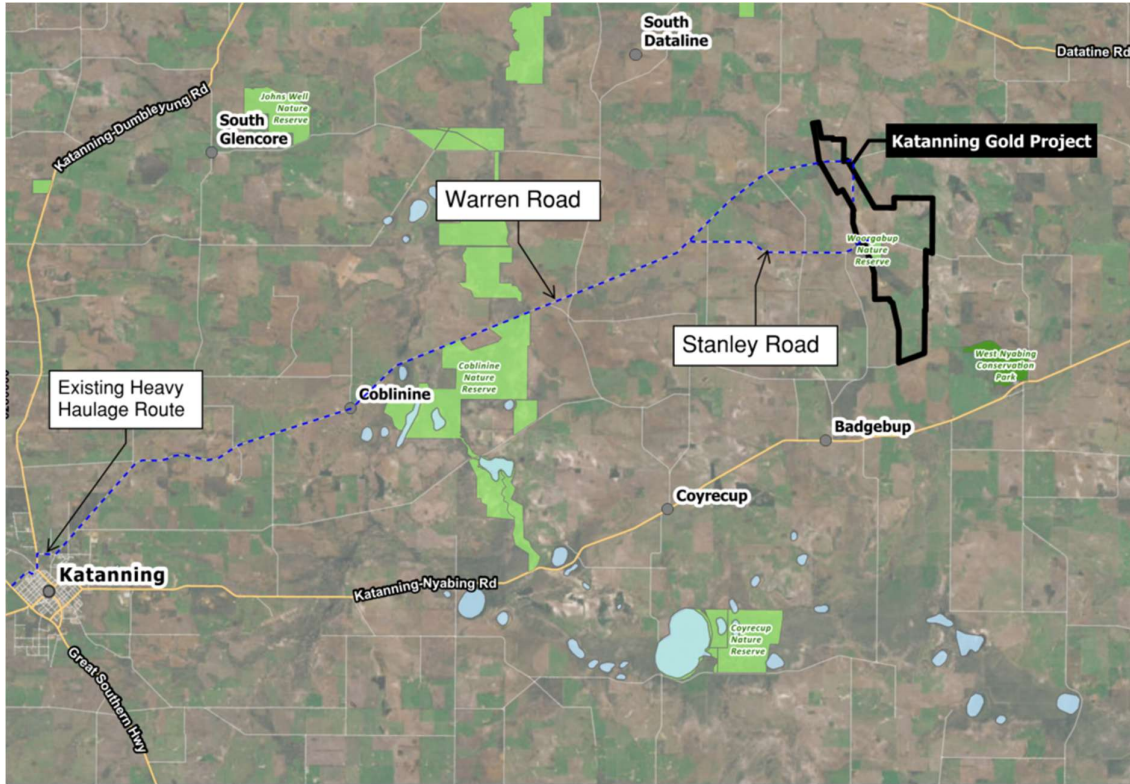 South
Dataline
Datatine Rd
Katanning-Dumbleyung Rd
Johns Well
Nature
Reserve
South
Glencore
Katanning Gold Project
Warren Road
Woorgabup
Nature
Reserve
Stanley Road
West Nyabing
Conservation
Park
Coblinine
Nature
Reserve
Existing Heavy
Haulage Route
Coblinine
Badgebup
Coyrecup
Katanning
Katanning-Nyabing Rd
Coyrecup
Nature
Reserve
Great Southern Hwy